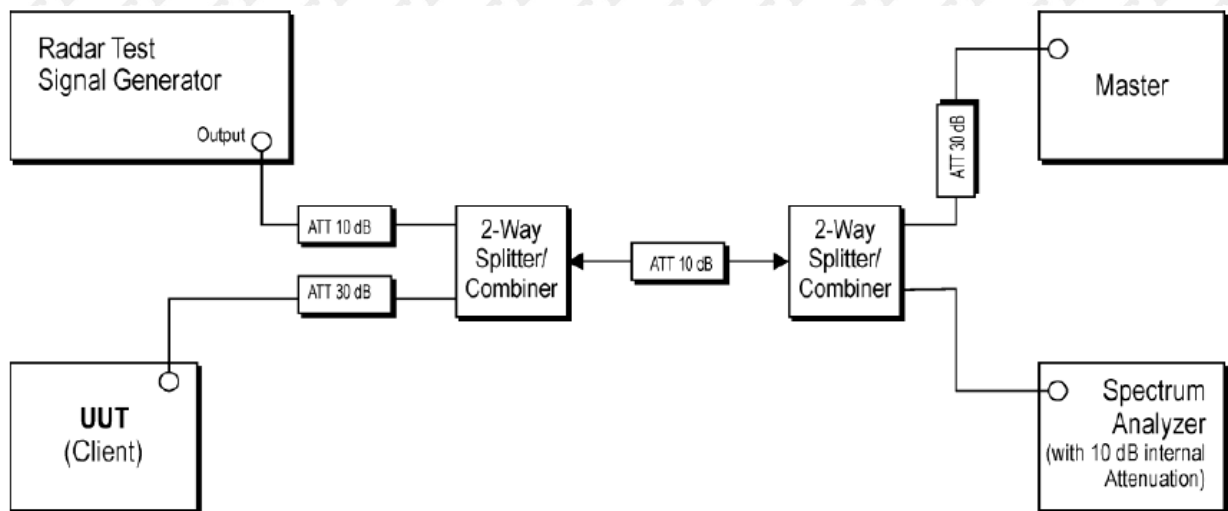 Radar Test
Signal Generator
Output
ATT 10 dB
ATT 30 dB
UUT
(Client)
2-Way
Splitter/
Combiner
ATT 10 dB
2-Way
Splitter/
Combiner
ATT 30 dB
Master
Spectrum
Analyzer
(with 10 dB internal
Attenuation)